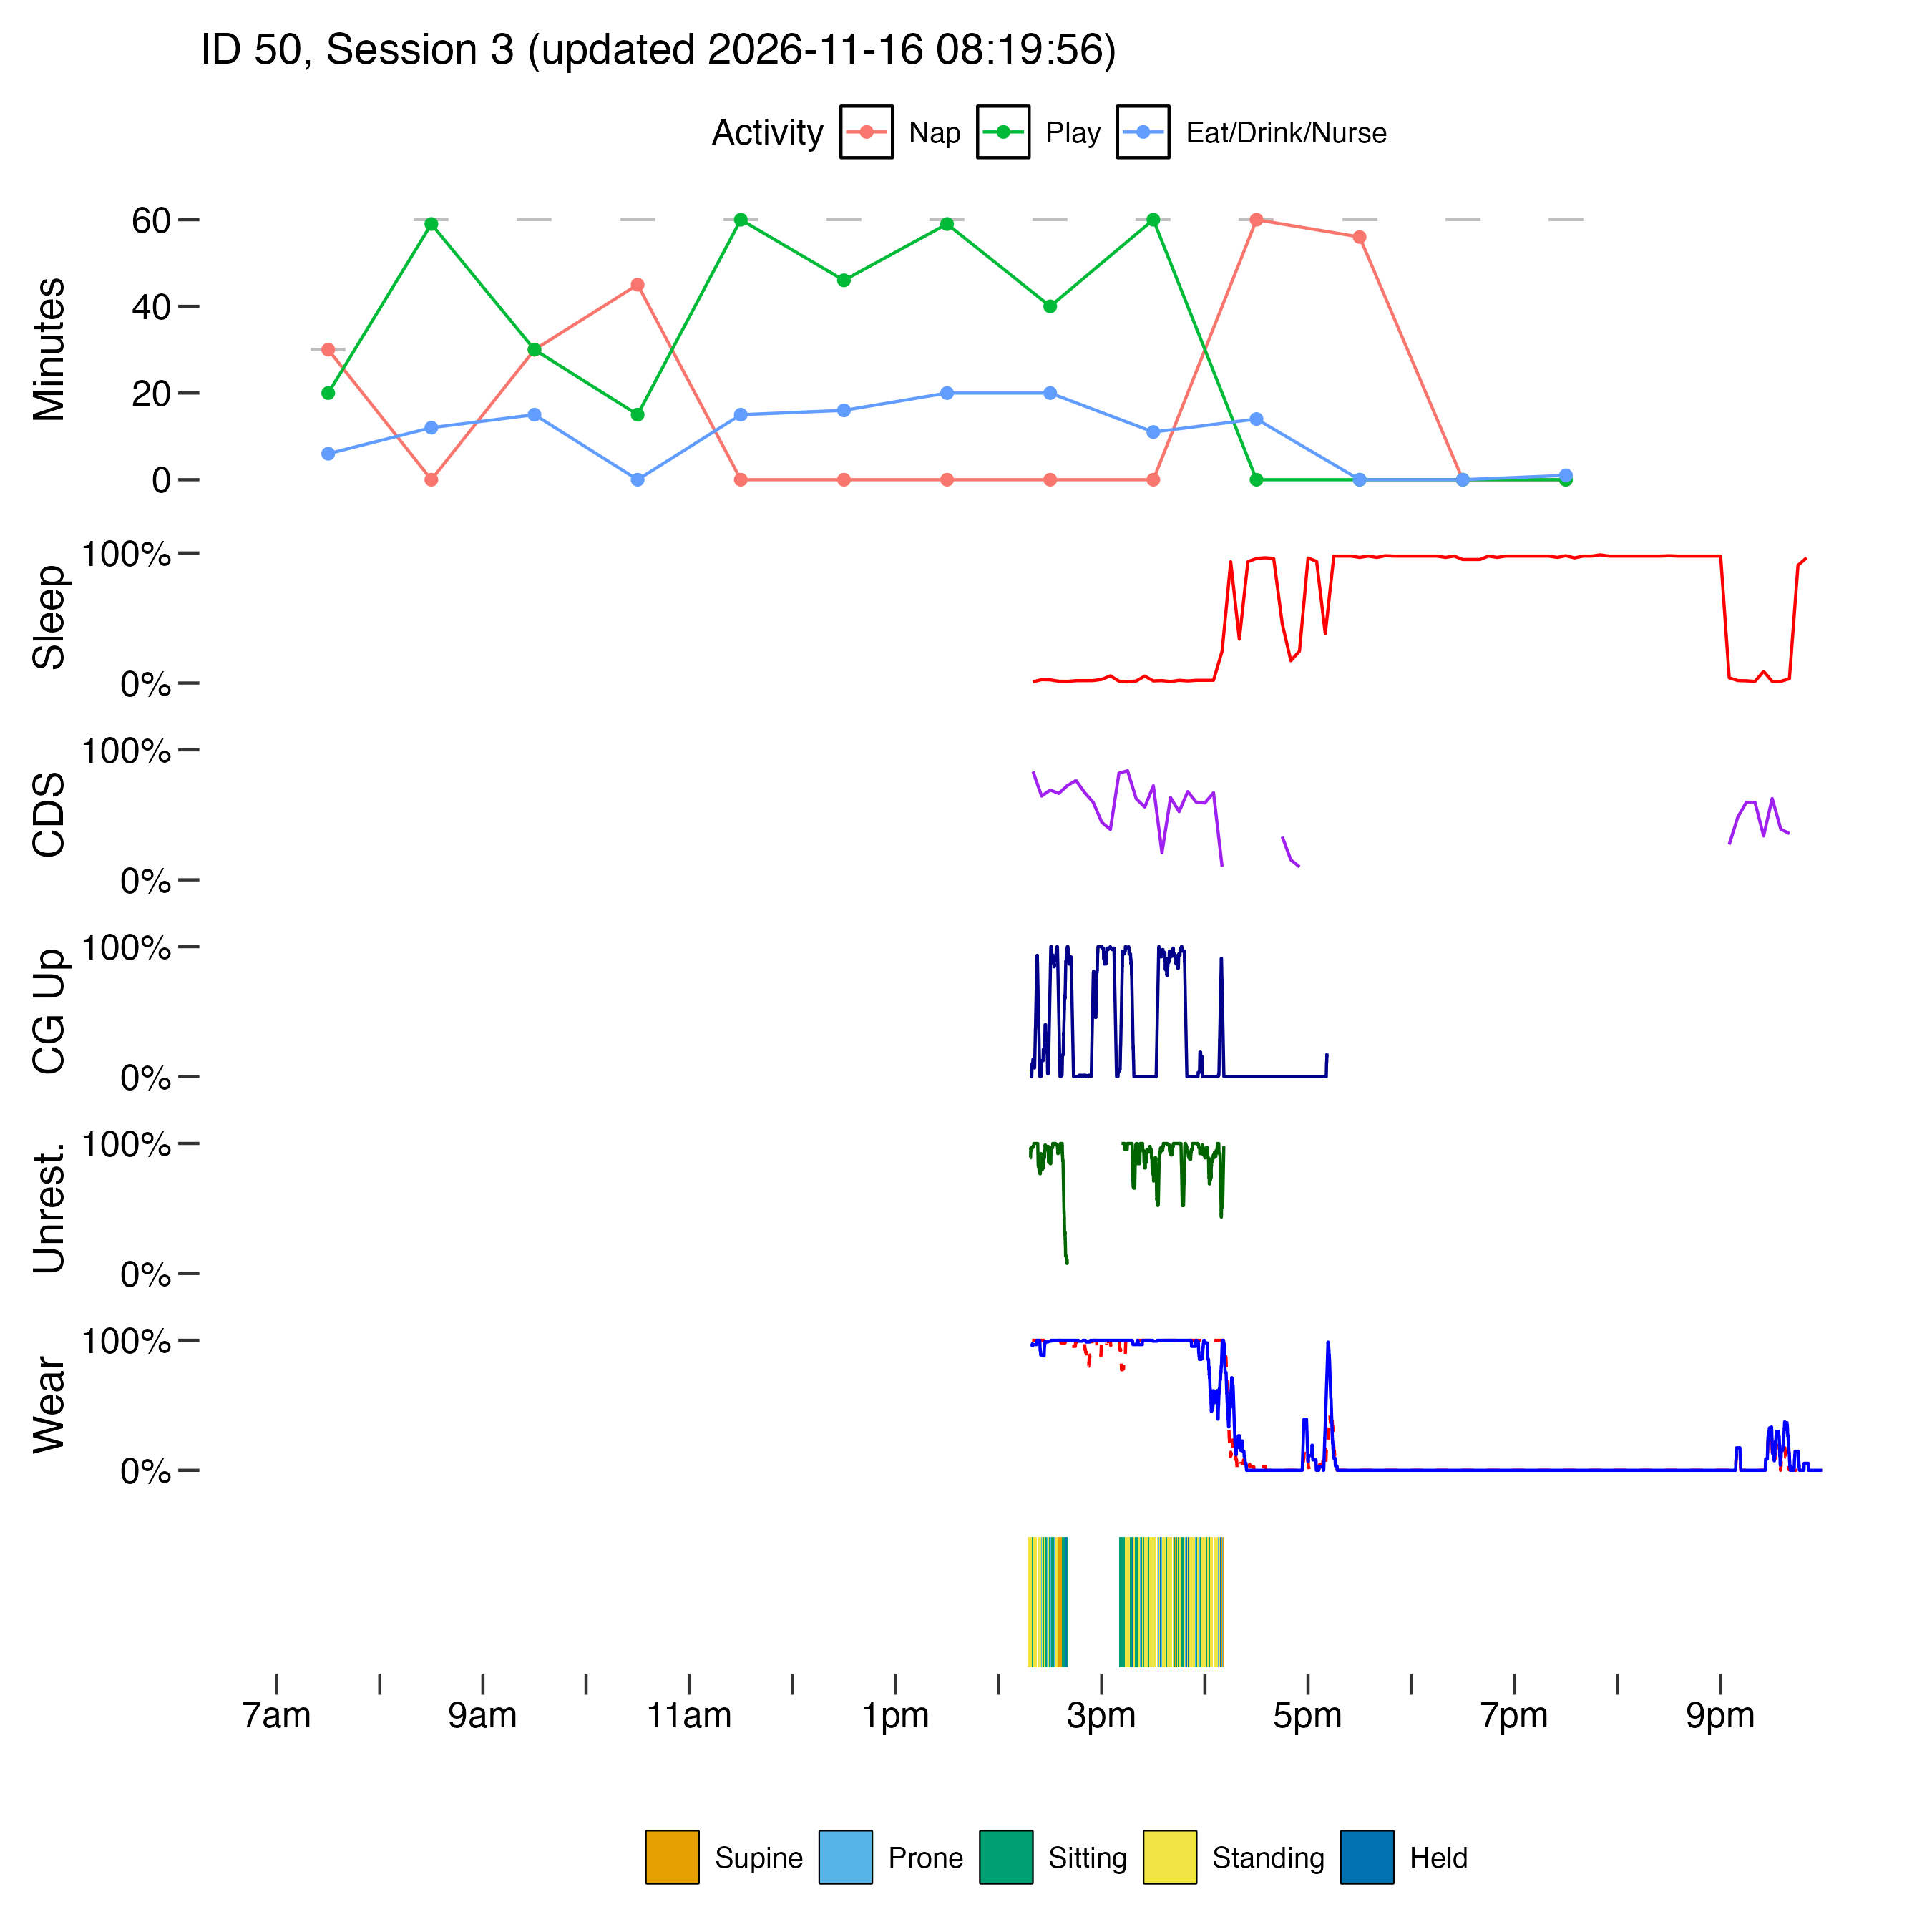 ID 50, Session 3 (updated 2026-11-16 08:19:56)
Activity Nap Play Eat/Drink/Nurse
Minutes
60
40
20
0
Sleep
100%
0%
CDS
100%
0%
CG Up
100%
0%
Unrest.
100%
0%
Wear
100%
0%
7am 9am 11am 1pm 3pm 5pm 7pm 9pm
Supine Prone Sitting Standing Held